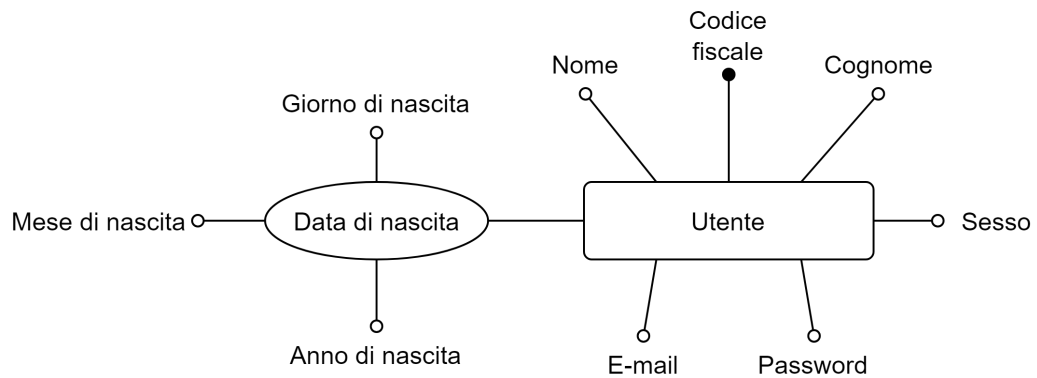 Codice
fiscale
Nome
Cognome
Giorno di nascita
Mese di nascita
Data di nascita
Utente
Sesso
Anno di nascita
E-mail
Password